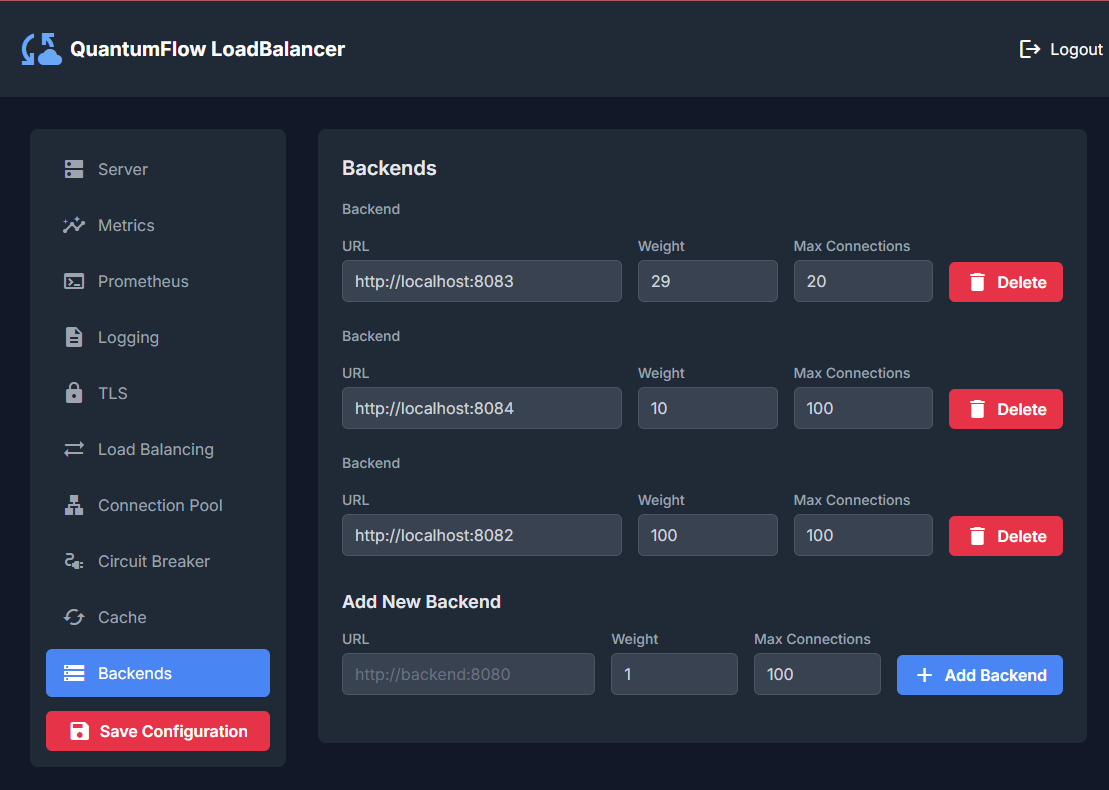 QuantumFlow LoadBalancer
Logout
Server
Metrics
Prometheus
Logging
TLS
Load Balancing
Connection Pool
Circuit Breaker
Cache
Backends
Save Configuration
Backends
Backend
URL Weight Max Connections
http://localhost:8083 29 20 Delete
Backend
URL Weight Max Connections
http://localhost:8084 10 100 Delete
Backend
URL Weight Max Connections
http://localhost:8082 100 100 Delete
Add New Backend
URL Weight Max Connections
http://backend:8080 1 100 Add Backend